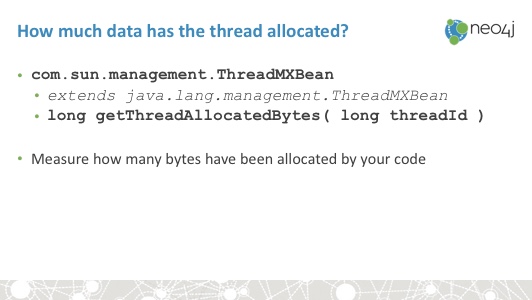 How much data has the thread allocated?
neo4j
• com.sun.management.ThreadMXBean
• extends java.lang.management.ThreadMXBean
• long getThreadAllocatedBytes( long threadId )
• Measure how many bytes have been allocated by your code